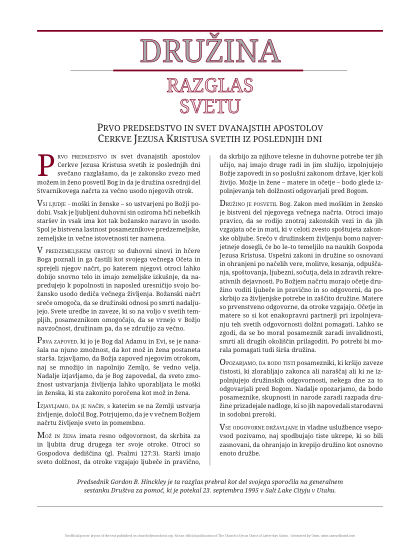 DRUŽINA
RAZGLAS
SVETU
Prvo predsedstvo in svet dvanajstih apostolov
Cerkve Jezusa Kristusa svetih iz poslednjih dni
Prvo predsedstvo in svet dvanajstih apostolov
Cerkve Jezusa Kristusa svetih iz poslednjih dni
svečano razglašamo, da je zakonsko zvezo med
možem in ženo posvetil Bog in da je družina osrednji del
Stvarnikovega načrta za večno usodo njegovih otrok.
Vsi ljudje – moški in ženske – so ustvarjeni po Božji po-
dobi. Vsak je ljubljeni duhovni sin oziroma hči nebeških
staršev in vsak ima kot tak božansko naravo in usodo.
Spol je bistvena lastnost posameznikove predzemeljske,
zemeljske in večne istovetnosti ter namena.
V predzemeljskem obstoju so duhovni sinovi in hčere
Boga poznali in ga častili kot svojega večnega Očeta in
sprejeli njegov načrt, po katerem njegovi otroci lahko
dobijo snovno telo in imajo zemeljske izkušnje, da na-
predujejo k popolnosti in naposled uresničijo svojo bo-
žansko usodo dediča večnega življenja. Božanski načrt
sreče omogoča, da se družinski odnosi po smrti nadalju-
jejo. Svete uredbe in zaveze, ki so na voljo v svetih tem-
pljih, posameznikom omogočajo, da se vrnejo v Božjo
navzočnost, družinam pa, da se združijo za večno.
Prva zapoved, ki jo je Bog dal Adamu in Evi, se je nana-
šala na njuno zmožnost, da kot mož in žena postaneta
starša. Izjavljamo, da Božja zapoved njegovim otrokom,
naj se množijo in napolnijo Zemljo, še vedno velja.
Nadalje izjavljamo, da je Bog zapovedal, da sveto zmo-
žnost ustvarjanja življenja lahko uporabljata le moški
in ženska, ki sta zakonito poročena kot mož in žena.
Izjavljamo, da je način, s katerim se na Zemlji ustvarja
življenje, določil Bog. Potrjujemo, da je v večnem Božjem
načrtu življenje sveto in pomembno.
Mož in žena imata resno odgovornost, da skrbita za
in ljubita drug drugega ter svoje otroke. Otroci so
Gospodova dediščina (gl. Psalmi 127:3). Starši imajo
sveto dolžnost, da otroke vzgajajo ljubeče in pravično,
da skrbijo za njihove telesne in duhovne potrebe ter jih
učijo, naj imajo druge radi in jim služijo, izpolnjujejo
Božje zapovedi in so poslušni zakonom države, kjer koli
živijo. Možje in žene – matere in očetje – bodo glede iz-
polnjevanja teh dolžnosti odgovarjali pred Bogom.
Družino je posvetil Bog. Zakon med moškim in žensko
je bistveni del njegovega večnega načrta. Otroci imajo
pravico, da se rodijo znotraj zakonskih vezi in da jih
vzgajata oče in mati, ki v celoti zvesto spoštujeta zakon-
ske obljube. Srečo v družinskem življenju bomo najver-
jetneje dosegli, če bo le-to temeljilo na naukih Gospoda
Jezusa Kristusa. Uspešni zakoni in družine so osnovani
in ohranjeni po načelih vere, molitve, kesanja, odpušča-
nja, spoštovanja, ljubezni, sočutja, dela in zdravih rekre-
ativnih dejavnosti. Po Božjem načrtu morajo očetje dru-
žino voditi ljubeče in pravično in so odgovorni, da po-
skrbijo za življenjske potrebe in zaščito družine. Matere
so prvenstveno odgovorne, da otroke vzgajajo. Očetje in
matere so si kot enakopravni partnerji pri izpolnjeva-
nju teh svetih odgovornosti dolžni pomagati. Lahko se
zgodi, da se bo moral posameznik zaradi invalidnosti,
smrti ali drugih okoliščin prilagoditi. Po potrebi bi mo-
rala pomagati tudi širša družina.
Opozarjamo, da bodo tisti posamezniki, ki kršijo zaveze
čistosti, ki zlorabljajo zakonca ali naraščaj ali ki ne iz-
polnjujejo družinskih odgovornosti, nekega dne za to
odgovarjali pred Bogom. Nadalje opozarjamo, da bodo
posameznike, skupnosti in narode zaradi razpada dru-
žine prizadejale nadloge, ki so jih napovedali starodavni
in sodobni preroki.
Vse odgovorne državljane in vladne uslužbence vsepo-
vsod pozivamo, naj spodbujajo tiste ukrepe, ki so bili
zasnovani, da ohranjajo in krepijo družino kot osnovno
enoto družbe.
Predsednik Gordon B. Hinckley je ta razglas prebral kot del svojega sporočila na generalnem
sestanku Društva za pomoč, ki je potekal 23. septembra 1995 v Salt Lake Cityju v Utahu.